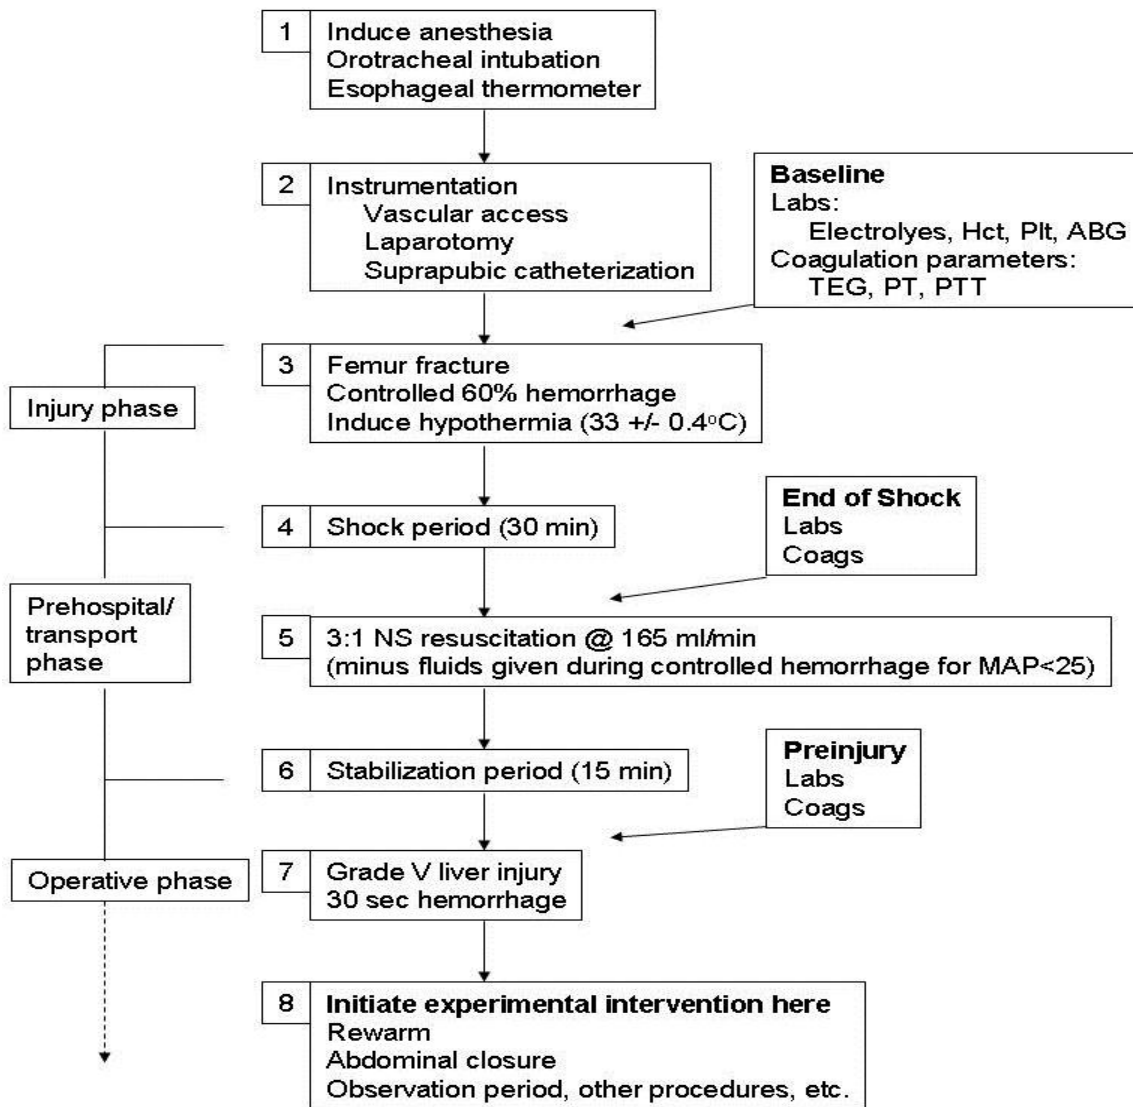 1 Induce anesthesia
Orotracheal intubation
Esophageal thermometer
2 Instrumentation
Vascular access
Laparotomy
Suprapubic catheterization
Baseline
Labs:
Electrolyes, Hct, Plt, ABG
Coagulation parameters:
TEG, PT, PTT
Injury phase
3 Femur fracture
Controlled 60% hemorrhage
Induce hypothermia (33 +/- 0.4ºC)
4 Shock period (30 min)
End of Shock
Labs
Coags
Prehospital/
transport
phase
5 3:1 NS resuscitation @ 165 ml/min
(minus fluids given during controlled hemorrhage for MAP<25)
6 Stabilization period (15 min)
Preinjury
Labs
Coags
Operative phase
7 Grade V liver injury
30 sec hemorrhage
8 Initiate experimental intervention here
Rewarm
Abdominal closure
Observation period, other procedures, etc.